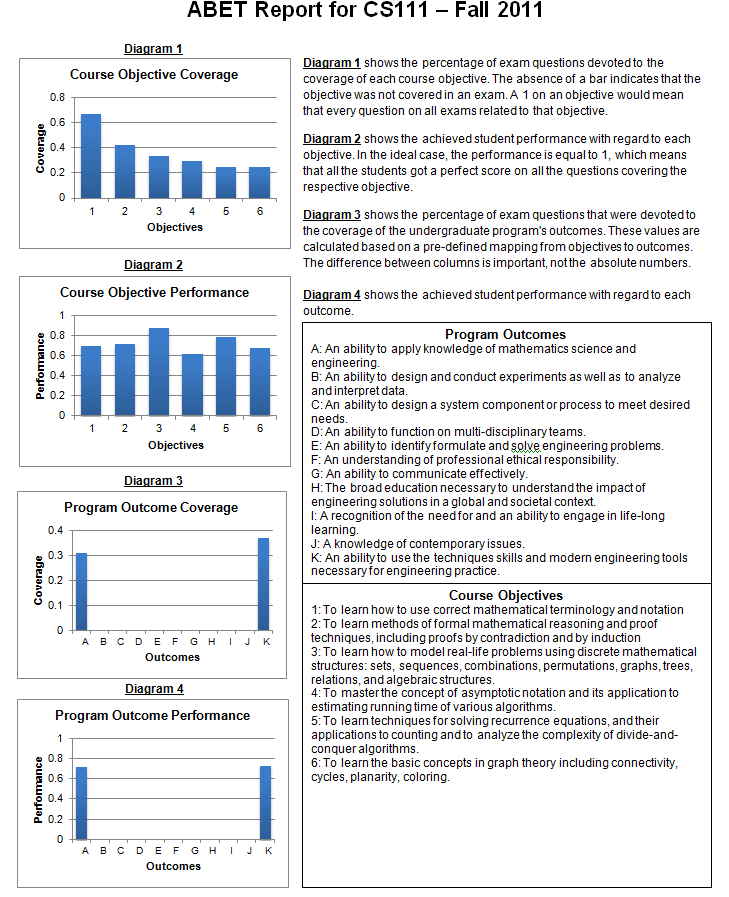 ABET Report for CS111 – Fall 2011
Diagram 1
Course Objective Coverage
0.8
0.6
0.4
0.2
0
Coverage
1 2 3 4 5 6
Objectives
Diagram 2
Course Objective Performance
1
0.8
0.6
0.4
0.2
0
Performance
1 2 3 4 5 6
Objectives
Diagram 3
Program Outcome Coverage
0.4
0.3
0.2
0.1
0
Coverage
A B C D E F G H I J K
Outcomes
Diagram 4
Program Outcome Performance
1
0.8
0.6
0.4
0.2
0
Performance
A B C D E F G H I J K
Outcomes
Diagram 1 shows the percentage of exam questions devoted to the
coverage of each course objective. The absence of a bar indicates that the
objective was not covered in an exam. A 1 on an objective would mean
that every question on all exams related to that objective.
Diagram 2 shows the achieved student performance with regard to each
objective. In the ideal case, the performance is equal to 1, which means
that all the students got a perfect score on all the questions covering the
respective objective.
Diagram 3 shows the percentage of exam questions that were devoted to
the coverage of the undergraduate program's outcomes. These values are
calculated based on a pre-defined mapping from objectives to outcomes.
The difference between columns is important, not the absolute numbers.
Diagram 4 shows the achieved student performance with regard to each
outcome.
Program Outcomes
A: An ability to apply knowledge of mathematics science and
engineering.
B: An ability to design and conduct experiments as well as to analyze
and interpret data.
C: An ability to design a system component or process to meet desired
needs.
D: An ability to function on multi-disciplinary teams.
E: An ability to identify formulate and solve engineering problems.
F: An understanding of professional ethical responsibility.
G: An ability to communicate effectively.
H: The broad education necessary to understand the impact of
engineering solutions in a global and societal context.
I: A recognition of the need for and an ability to engage in life-long
learning.
J: A knowledge of contemporary issues.
K: An ability to use the techniques skills and modern engineering tools
necessary for engineering practice.
Course Objectives
1: To learn how to use correct mathematical terminology and notation
2: To learn methods of formal mathematical reasoning and proof
techniques, including proofs by contradiction and by induction
3: To learn how to model real-life problems using discrete mathematical
structures: sets, sequences, combinations, permutations, graphs, trees,
relations, and algebraic structures.
4: To master the concept of asymptotic notation and its application to
estimating running time of various algorithms.
5: To learn techniques for solving recurrence equations, and their
applications to counting and to analyze the complexity of divide-and-
conquer algorithms.
6: To learn the basic concepts in graph theory including connectivity,
cycles, planarity, coloring.